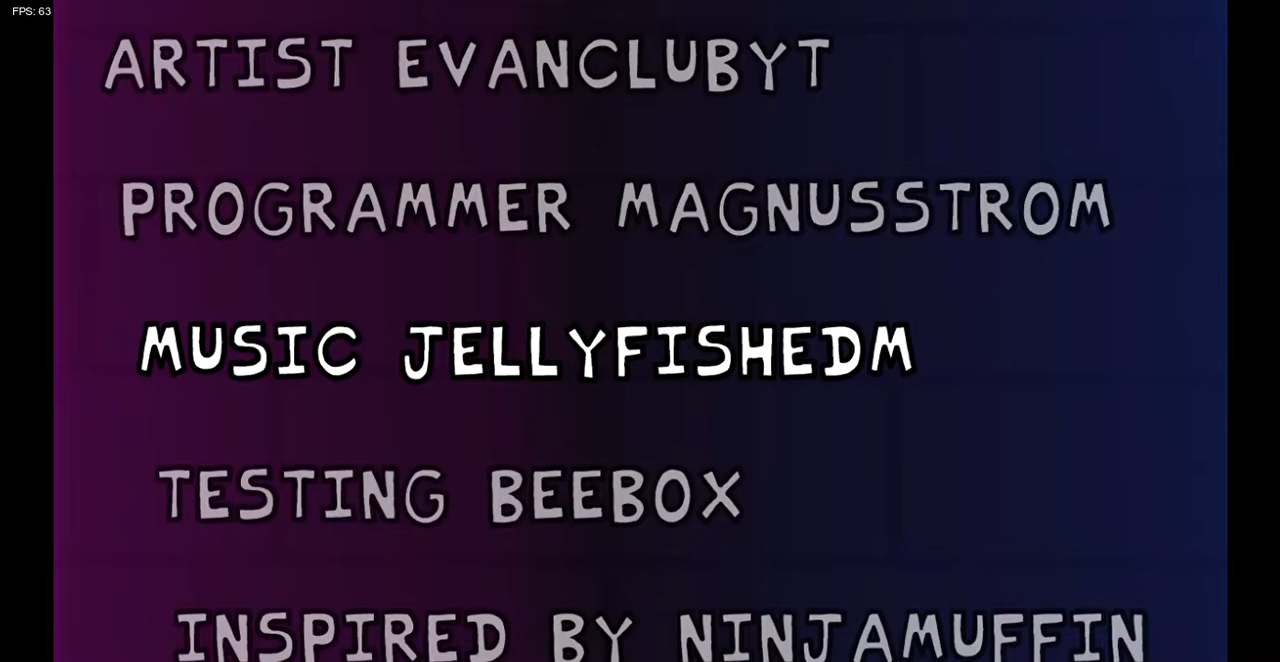 FPS: 63
ARTIST EVANCLUBYT
PROGRAMMER MAGNUSSTROM
MUSIC JELLYFISHEDM
TESTING BEEBOX
INSPIRED BY NINJAMUFFIN